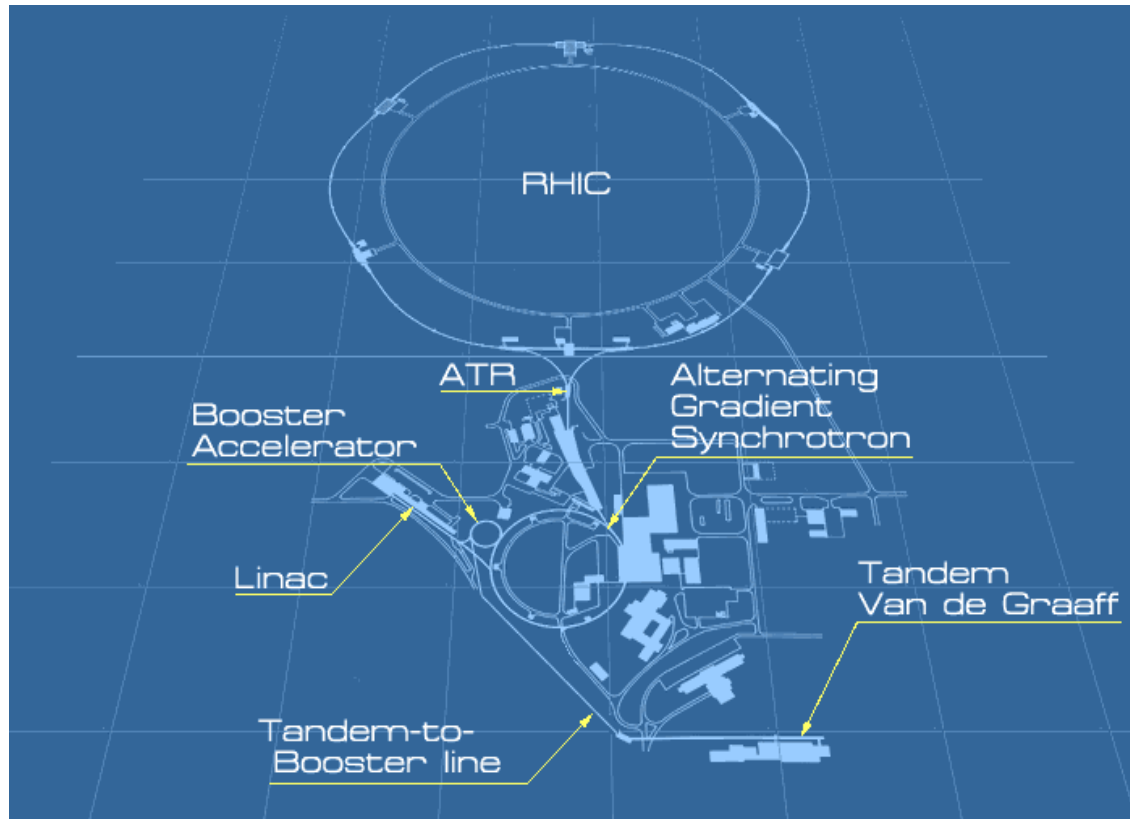 RHIC
ATR
Alternating
Gradient
Synchrotron
Booster
Accelerator
Linac
Tandem
Van de Graaff
Tandem-to-
Booster line